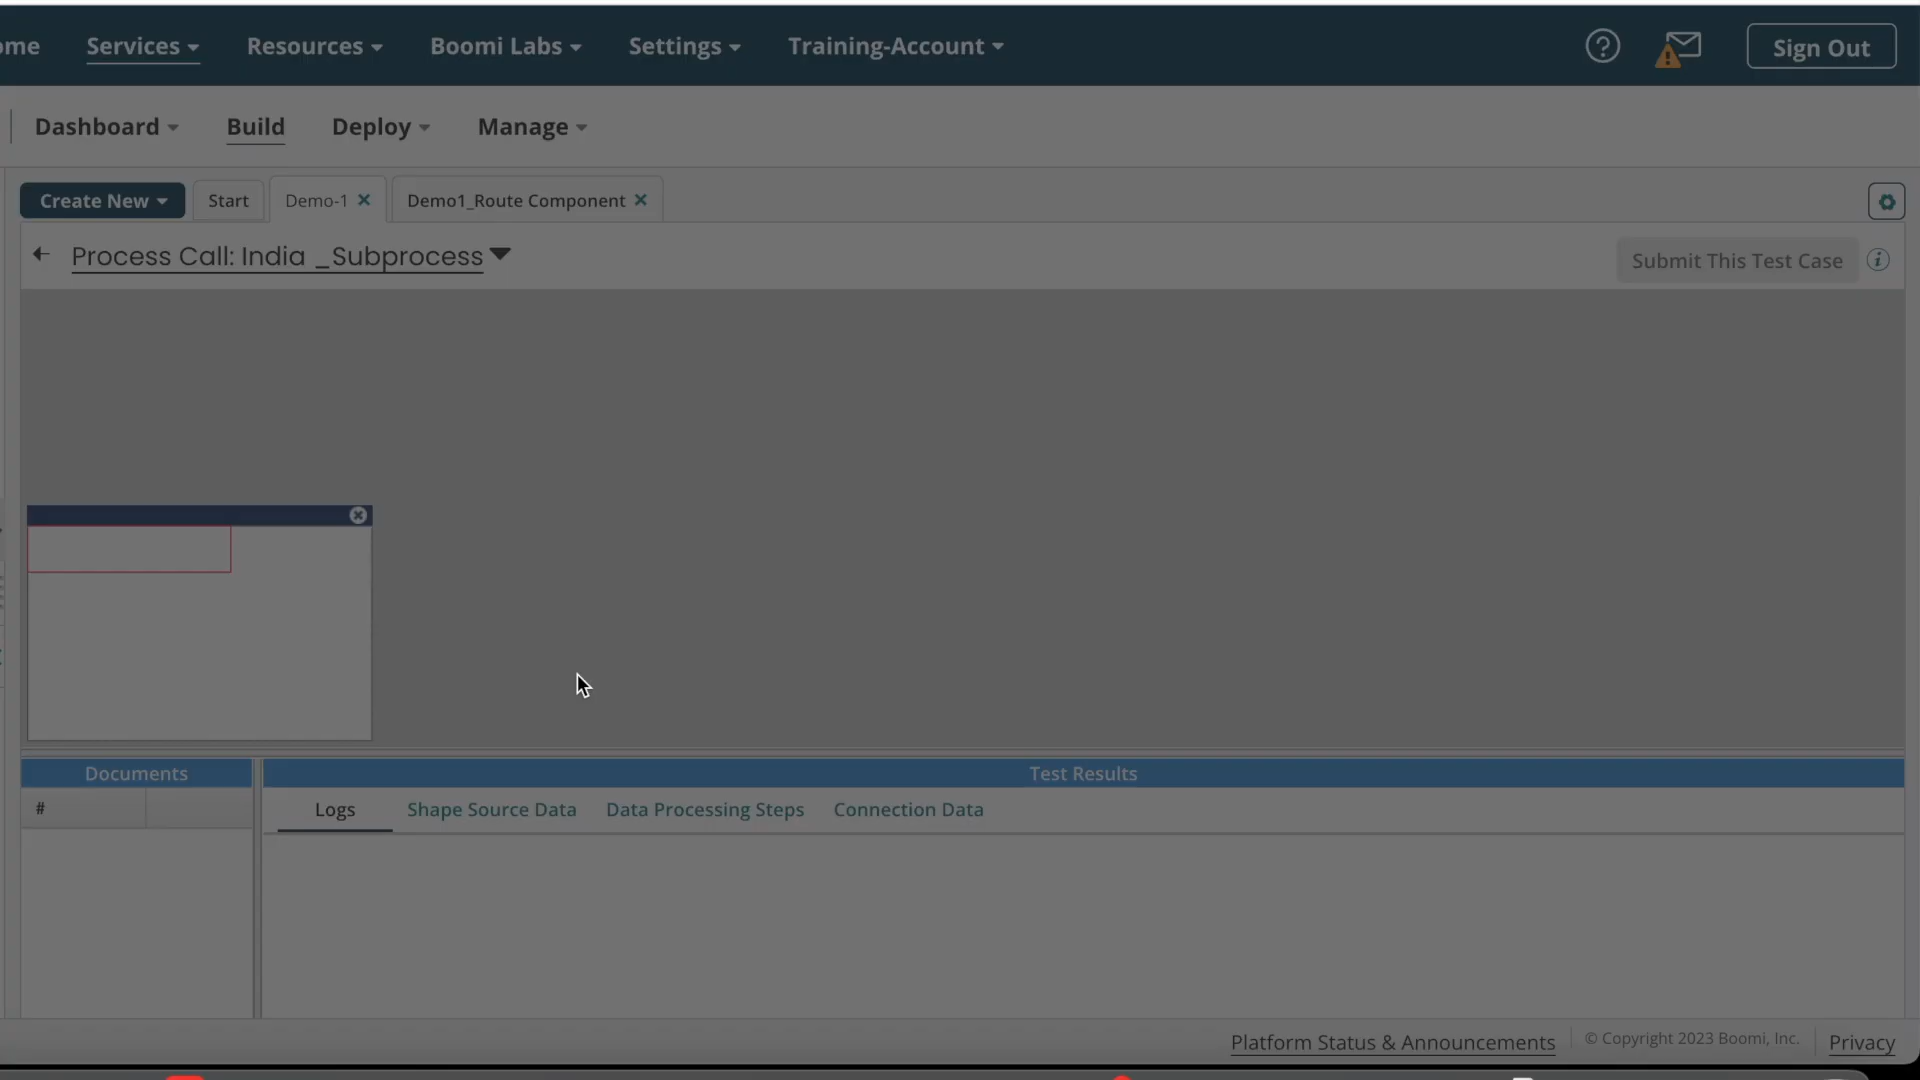 ome Services Resources Boomi Labs Settings Training-Account ? Sign Out
Dashboard Build Deploy Manage
Create New Start Demo-1 Demo1_Route Component
Process Call: India _Subprocess Submit This Test Case i
Documents Test Results
# Logs Shape Source Data Data Processing Steps Connection Data
Platform Status & Announcements © Copyright 2023 Boomi, Inc. Privacy